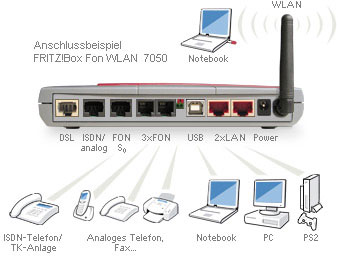 WLAN
Anschlussbeispiel
FRITZ!Box Fon WLAN 7050
Notebook
DSL ISDN/ FON 3xFON USB 2xLAN Power
analog S0
ISDN-Telefon/ Analoges Telefon, Notebook PC PS2
TK-Anlage Fax...